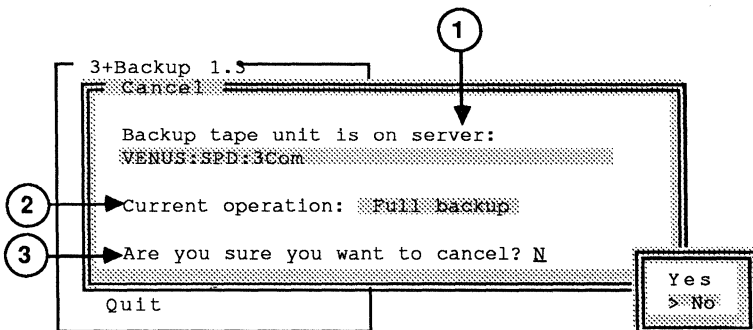 1
3+Backup 1.3
Cancel
Backup tape unit is on server:
VENUS:SPD:3Com
2
Current operation: Full backup
3
Are you sure you want to cancel? N
Yes
> No
Quit